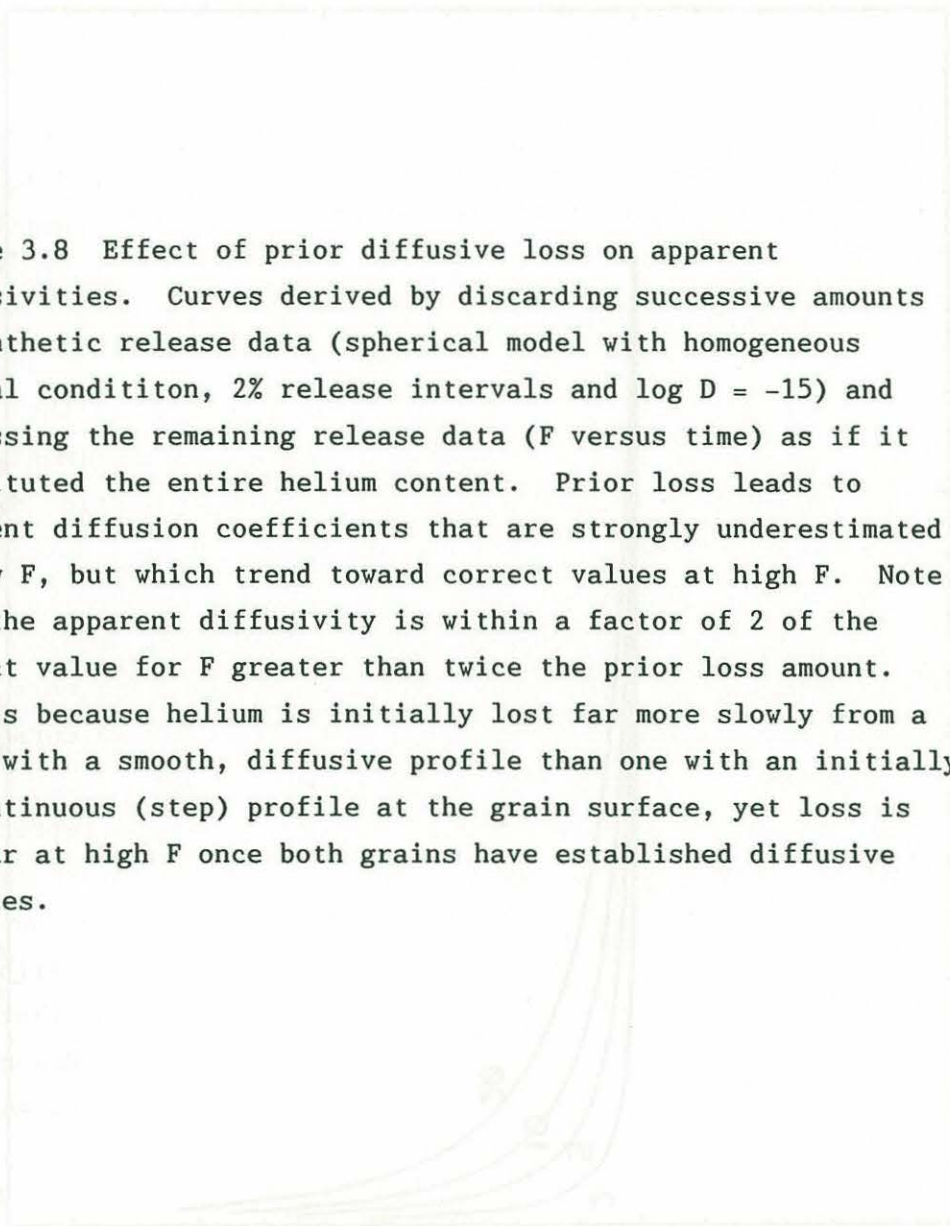 3.8 Effect of prior diffusive loss on apparent
ivities. Curves derived by discarding successive amounts
thetic release data (spherical model with homogeneous
l condititon, 2% release intervals and log D = -15) and
sing the remaining release data (F versus time) as if it
tuted the entire helium content. Prior loss leads to
nt diffusion coefficients that are strongly underestimated
F, but which trend toward correct values at high F. Note
he apparent diffusivity is within a factor of 2 of the
t value for F greater than twice the prior loss amount.
s because helium is initially lost far more slowly from a
with a smooth, diffusive profile than one with an initially
tinuous (step) profile at the grain surface, yet loss is
r at high F once both grains have established diffusive
es.